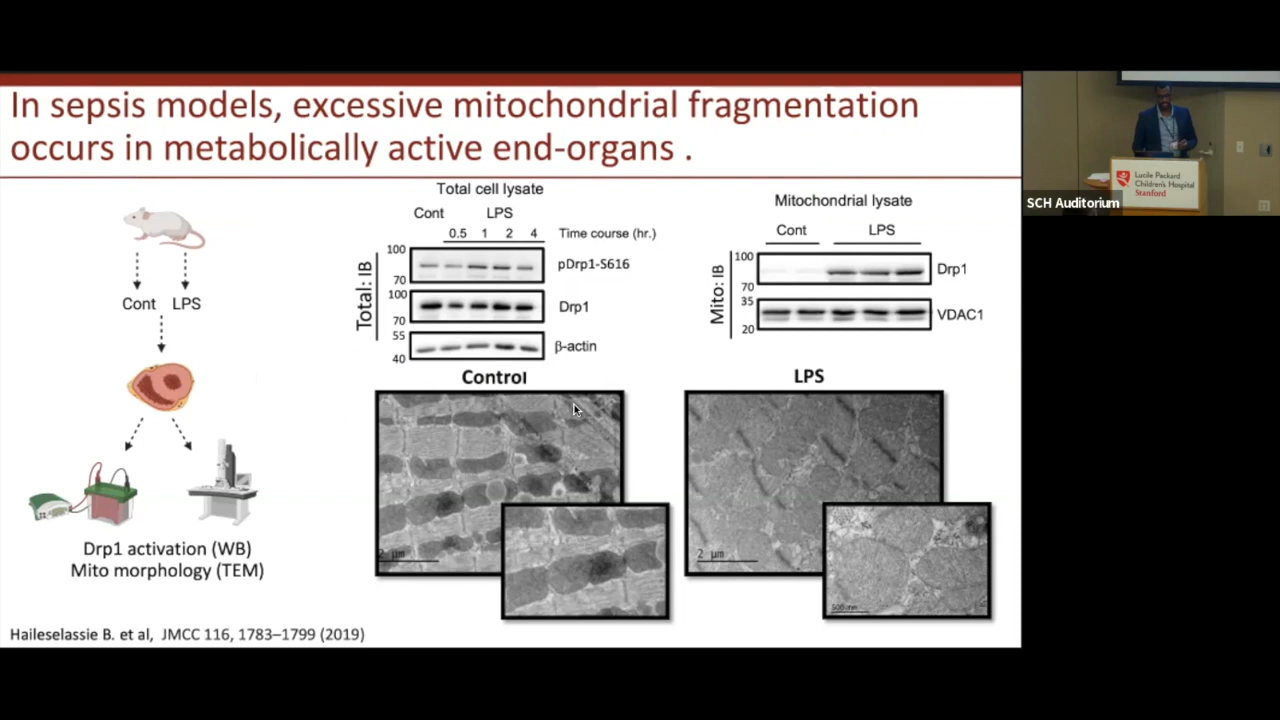 In sepsis models, excessive mitochondrial fragmentation
occurs in metabolically active end-organs .
Cont
LPS
Drp1 activation (WB)
Mito morphology (TEM)
Total cell lysate
Cont
LPS
0.5 1 2 4 Time course (hr.)
Total: IB
100
70
pDrp1-S616
100
70
Drp1
55
40
β-actin
Mitochondrial lysate
Cont
LPS
Mito: IB
100
70
Drp1
35
20
VDAC1
Control
2 µm
LPS
2 µm
500 nm
Haileselassie B. et al, JMCC 116, 1783–1799 (2019)
Lucile Packard
Children's Hospital
Stanford
SCH Auditorium